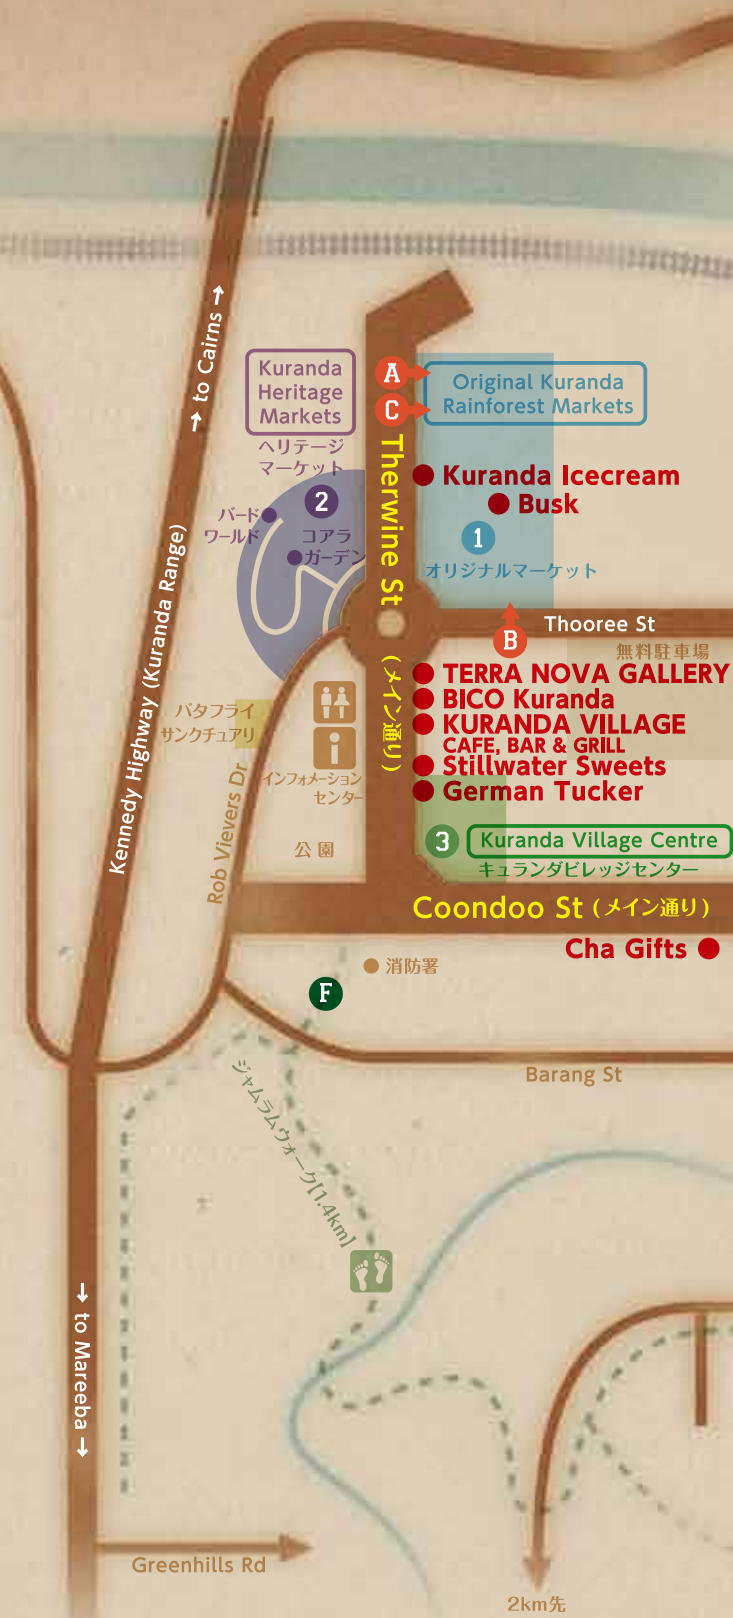 → to Cairns →
Kuranda
Heritage
Markets
A
C
Original Kuranda
Rainforest Markets
ヘリテージ
マーケット
Therwine St (メイン通り)
Kuranda Icecream
Busk
2
バード
ワールド
コアラ
ガーデン
1
オリジナルマーケット
Kennedy Highway (Kuranda Range)
B
Thooree St
無料駐車場
TERRA NOVA GALLERY
BICO Kuranda
KURANDA VILLAGE
CAFE, BAR & GRILL
Stillwater Sweets
German Tucker
バタフライ
サンクチュアリ
i
インフォメーション
センター
Rob Vievers Dr
公園
3
Kuranda Village Centre
キュランダビレッジセンター
Coondoo St (メイン通り)
Cha Gifts
消防署
F
Barang St
ジャムラムウォーク[1.4km]
← to Mareeba →
Greenhills Rd
2km先